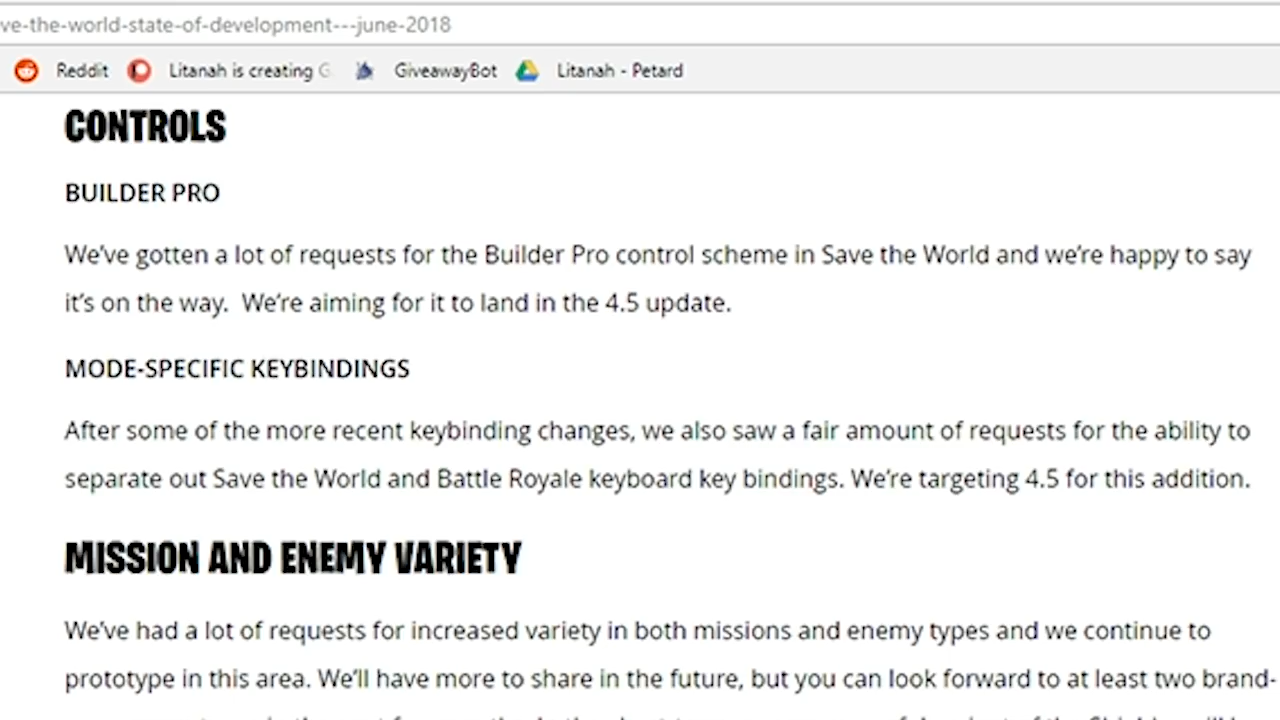 ve-the-world-state-of-development---june-2018
Reddit Litanah is creating G GiveawayBot Litanah - Petard
CONTROLS
BUILDER PRO
We've gotten a lot of requests for the Builder Pro control scheme in Save the World and we're happy to say
it's on the way.  We're aiming for it to land in the 4.5 update.
MODE-SPECIFIC KEYBINDINGS
After some of the more recent keybinding changes, we also saw a fair amount of requests for the ability to
separate out Save the World and Battle Royale keyboard key bindings. We're targeting 4.5 for this addition.
MISSION AND ENEMY VARIETY
We've had a lot of requests for increased variety in both missions and enemy types and we continue to
prototype in this area. We'll have more to share in the future, but you can look forward to at least two brand-